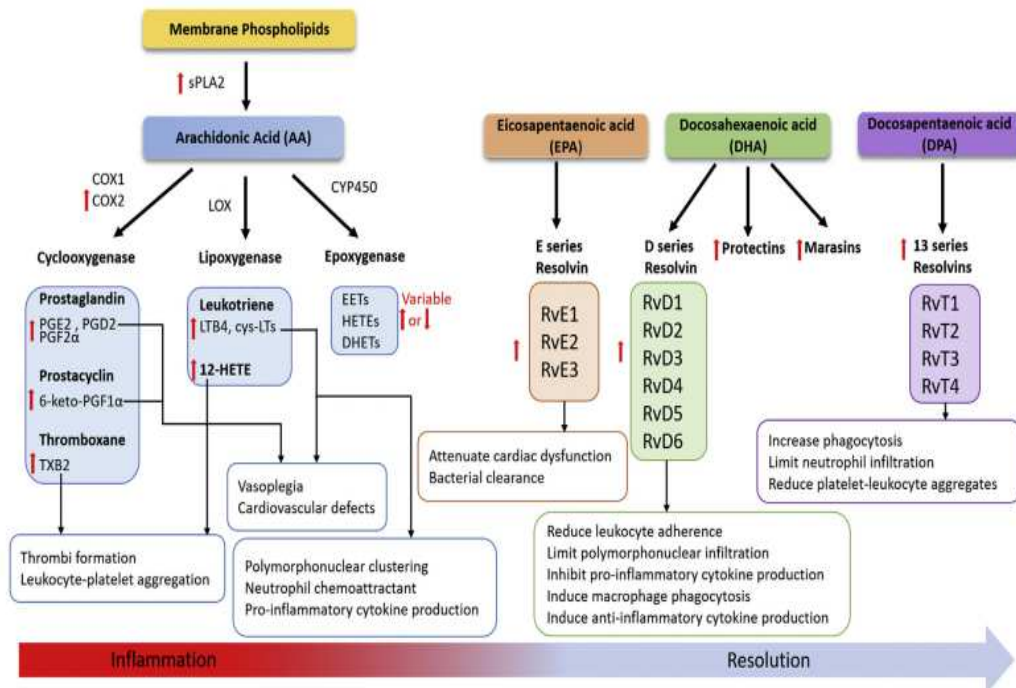 Membrane Phospholipids
sPLA2
Arachidonic Acid (AA)
COX1
COX2
LOX
CYP450
Cyclooxygenase
Lipoxygenase
Epoxygenase
Prostaglandin
PGE2 , PGD2
PGF2α
Prostacyclin
6-keto-PGF1α
Thromboxane
TXB2
Leukotriene
LTB4, cys-LTs
12-HETE
EETs
HETEs
DHETs
Variable
or
Thrombi formation
Leukocyte-platelet aggregation
Vasoplegia
Cardiovascular defects
Polymorphonuclear clustering
Neutrophil chemoattractant
Pro-inflammatory cytokine production
Eicosapentaenoic acid
(EPA)
E series
Resolvin
RvE1
RvE2
RvE3
Attenuate cardiac dysfunction
Bacterial clearance
Docosahexaenoic acid
(DHA)
D series
Resolvin
Protectins
Marasins
RvD1
RvD2
RvD3
RvD4
RvD5
RvD6
Reduce leukocyte adherence
Limit polymorphonuclear infiltration
Inhibit pro-inflammatory cytokine production
Induce macrophage phagocytosis
Induce anti-inflammatory cytokine production
Docosapentaenoic acid
(DPA)
13 series
Resolvins
RvT1
RvT2
RvT3
RvT4
Increase phagocytosis
Limit neutrophil infiltration
Reduce platelet-leukocyte aggregates
Inflammation
Resolution